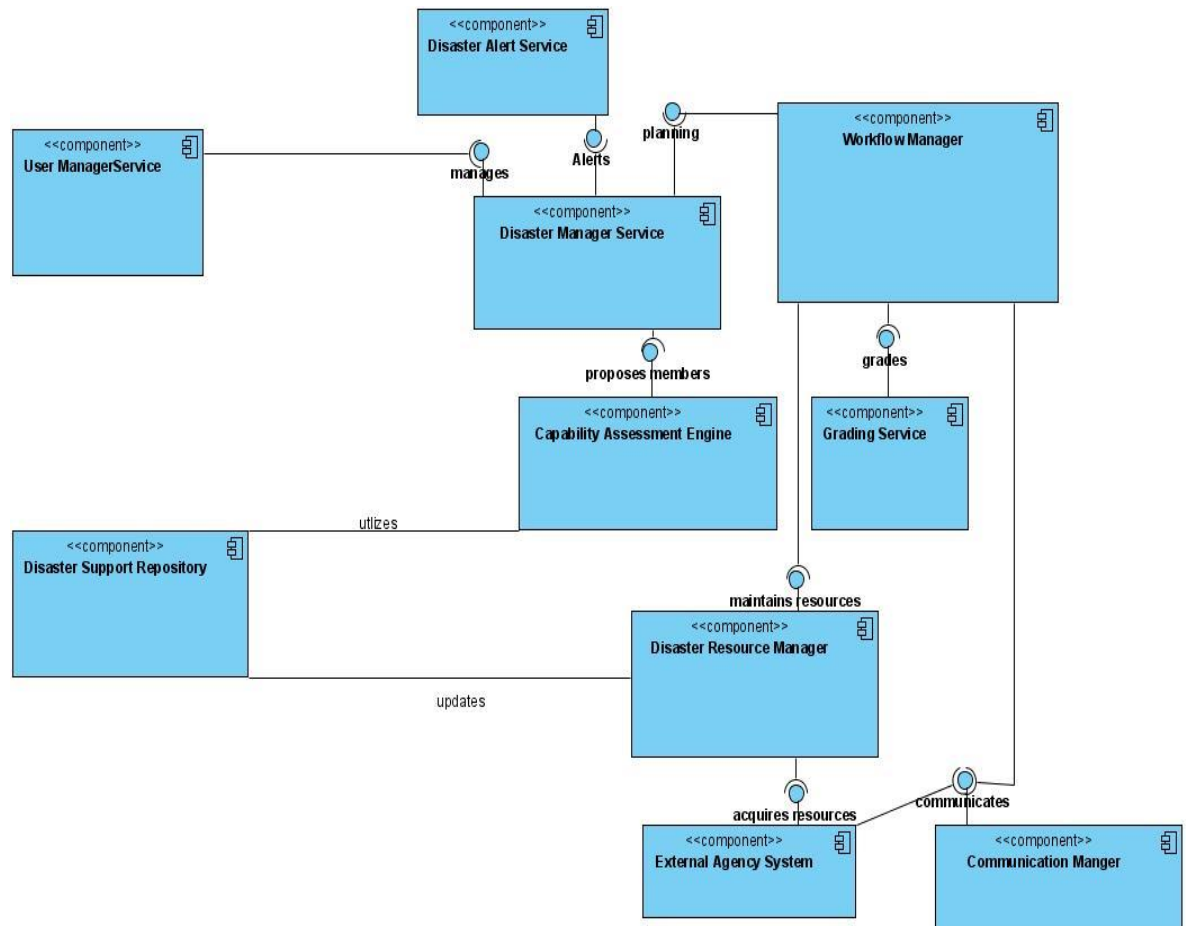 <<component>>
Disaster Alert Service
<<component>>
User ManagerService
manages
Alerts
planning
<<component>>
Workflow Manager
<<component>>
Disaster Manager Service
proposes members
grades
<<component>>
Capability Assessment Engine
<<component>>
Grading Service
utlizes
<<component>>
Disaster Support Repository
maintains resources
<<component>>
Disaster Resource Manager
updates
acquires resources
communicates
<<component>>
External Agency System
<<component>>
Communication Manger